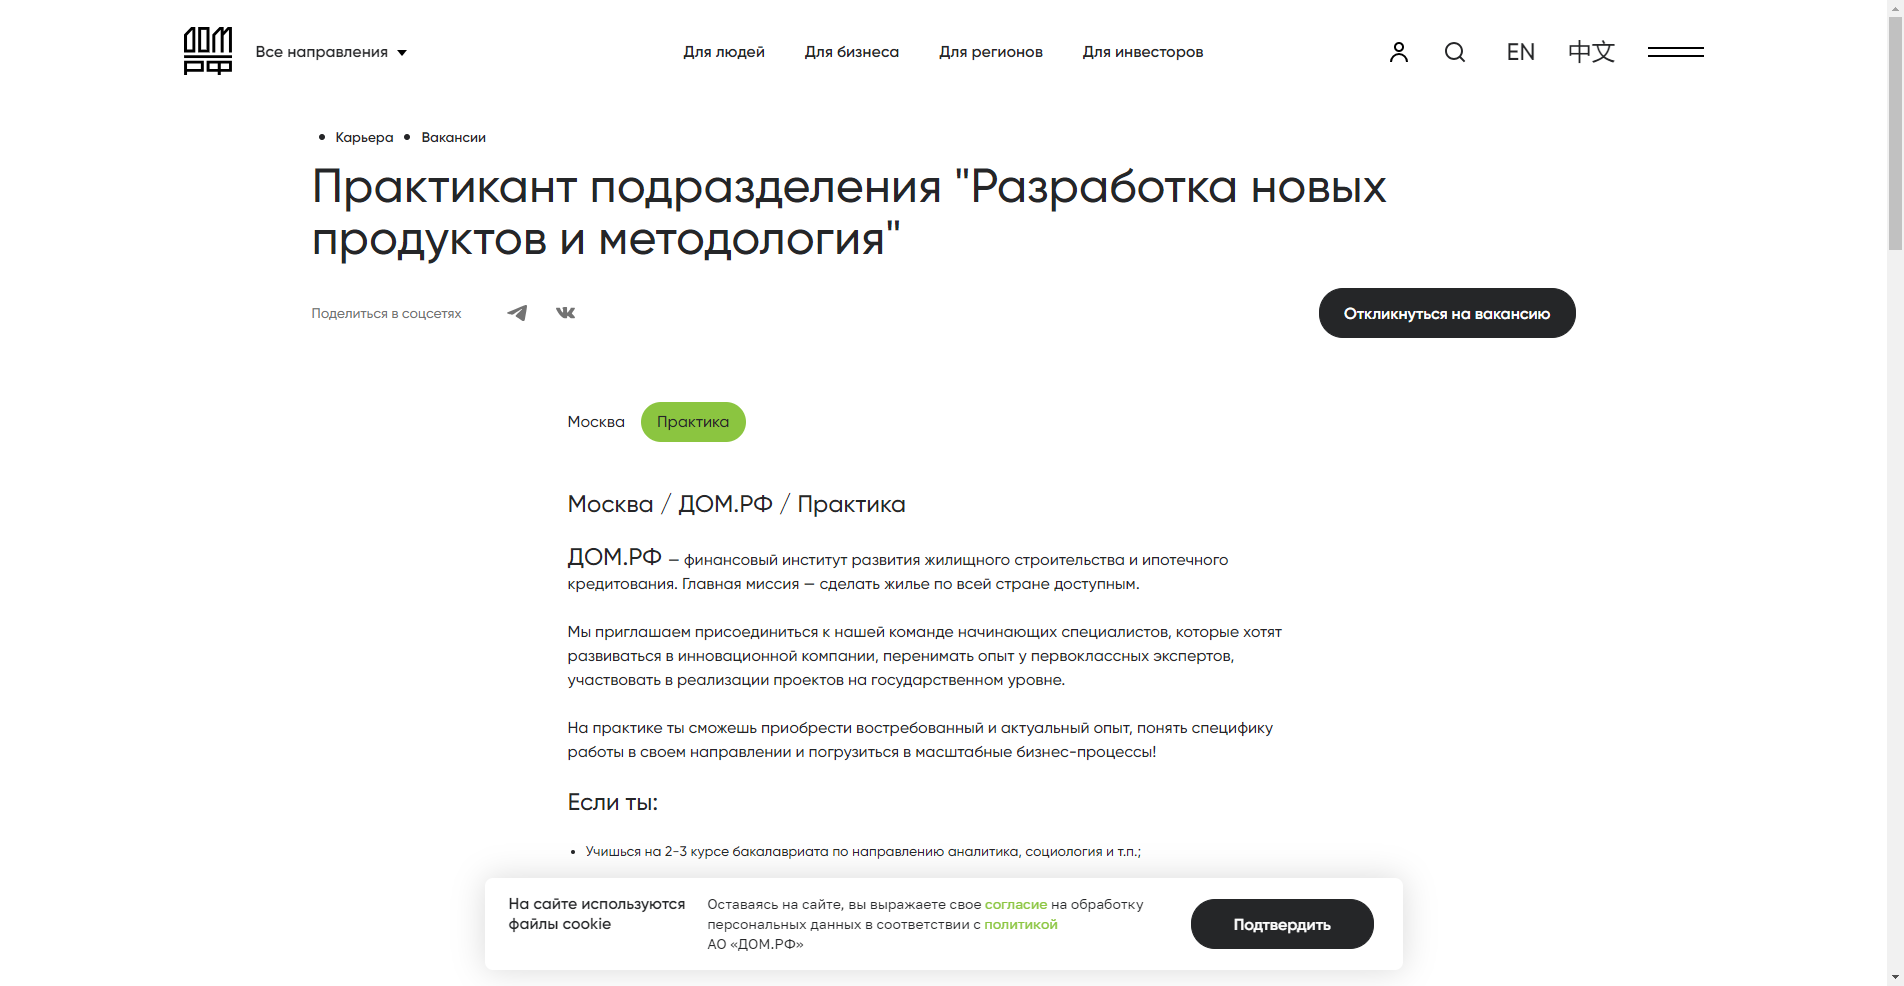 ДОМ
РФ
Все направления
Для людей
Для бизнеса
Для регионов
Для инвесторов
EN
中文
Карьера
Вакансии
Практикант подразделения "Разработка новых
продуктов и методология"
Поделиться в соцсетях
Откликнуться на вакансию
Москва
Практика
Москва / ДОМ.РФ / Практика
ДОМ.РФ — финансовый институт развития жилищного строительства и ипотечного
кредитования. Главная миссия — сделать жилье по всей стране доступным.
Мы приглашаем присоединиться к нашей команде начинающих специалистов, которые хотят
развиваться в инновационной компании, перенимать опыт у первоклассных экспертов,
участвовать в реализации проектов на государственном уровне.
На практике ты сможешь приобрести востребованный и актуальный опыт, понять специфику
работы в своем направлении и погрузиться в масштабные бизнес-процессы!
Если ты:
• Учишься на 2-3 курсе бакалавриата по направлению аналитика, социология и т.п.;
На сайте используются
файлы cookie
Оставаясь на сайте, вы выражаете свое согласие на обработку
персональных данных в соответствии с политикой
АО «ДОМ.РФ»
Подтвердить